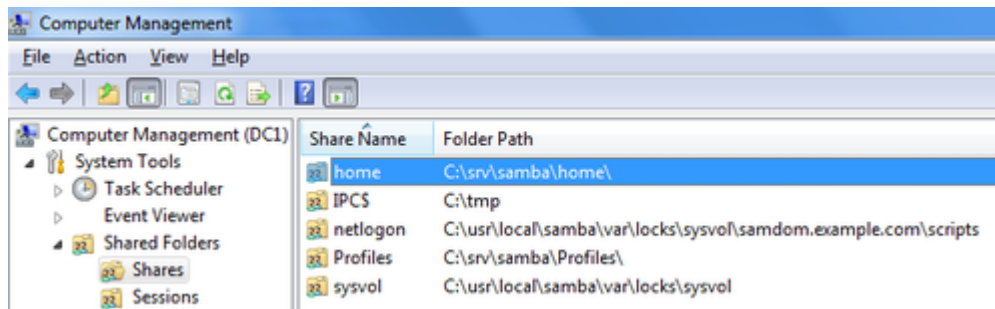 Computer Management
File Action View Help
Computer Management (DC1)
System Tools
Task Scheduler
Event Viewer
Shared Folders
Shares
Sessions
Share Name Folder Path
home C:\srv\samba\home\
IPC$ C:\tmp
netlogon C:\usr\local\samba\var\locks\sysvol\samdom.example.com\scripts
Profiles C:\srv\samba\Profiles\
sysvol C:\usr\local\samba\var\locks\sysvol